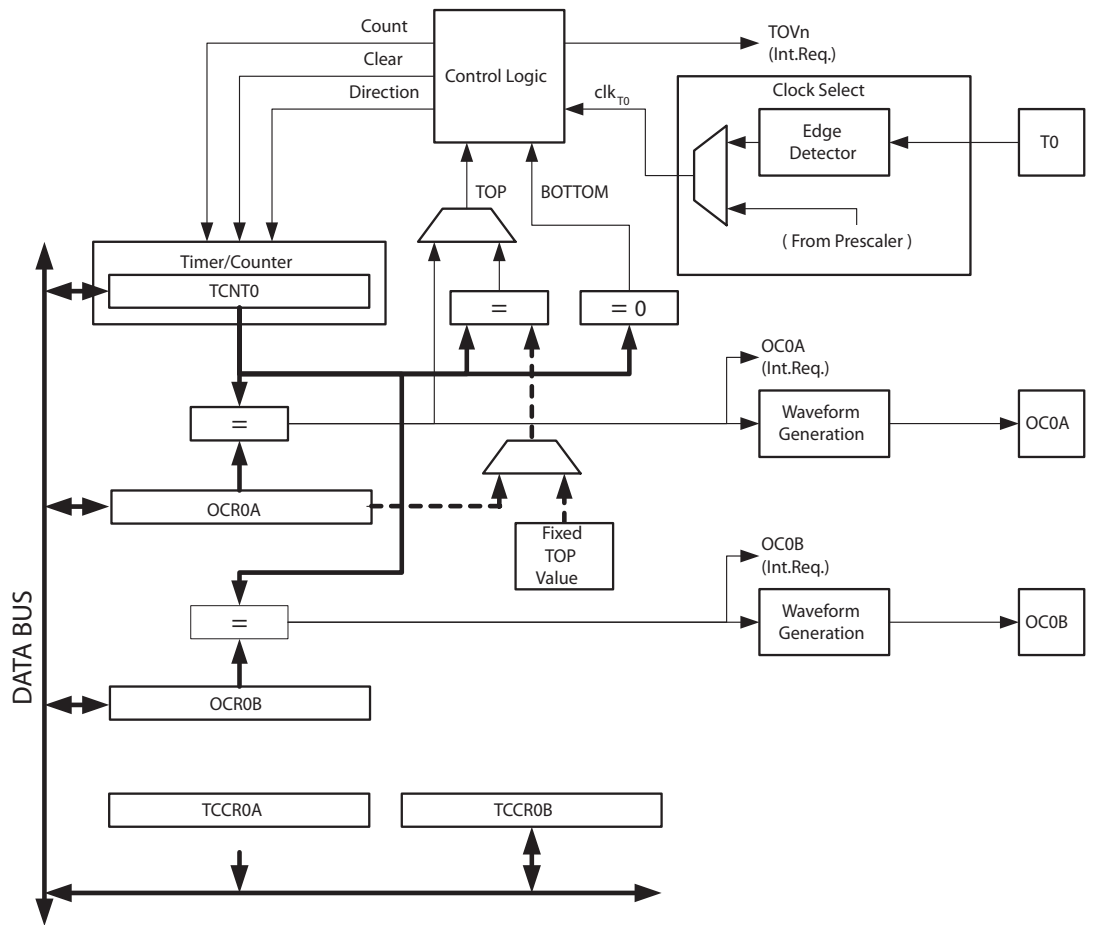 Count
Clear
Direction
Control Logic
TOVn
(Int.Req.)
clkT0
Clock Select
Edge
Detector
T0
( From Prescaler )
TOP
BOTTOM
Timer/Counter
TCNT0
=
= 0
OC0A
(Int.Req.)
=
Waveform
Generation
OC0A
OCR0A
Fixed
TOP
Value
OC0B
(Int.Req.)
=
Waveform
Generation
OC0B
OCR0B
DATA BUS
TCCR0A
TCCR0B